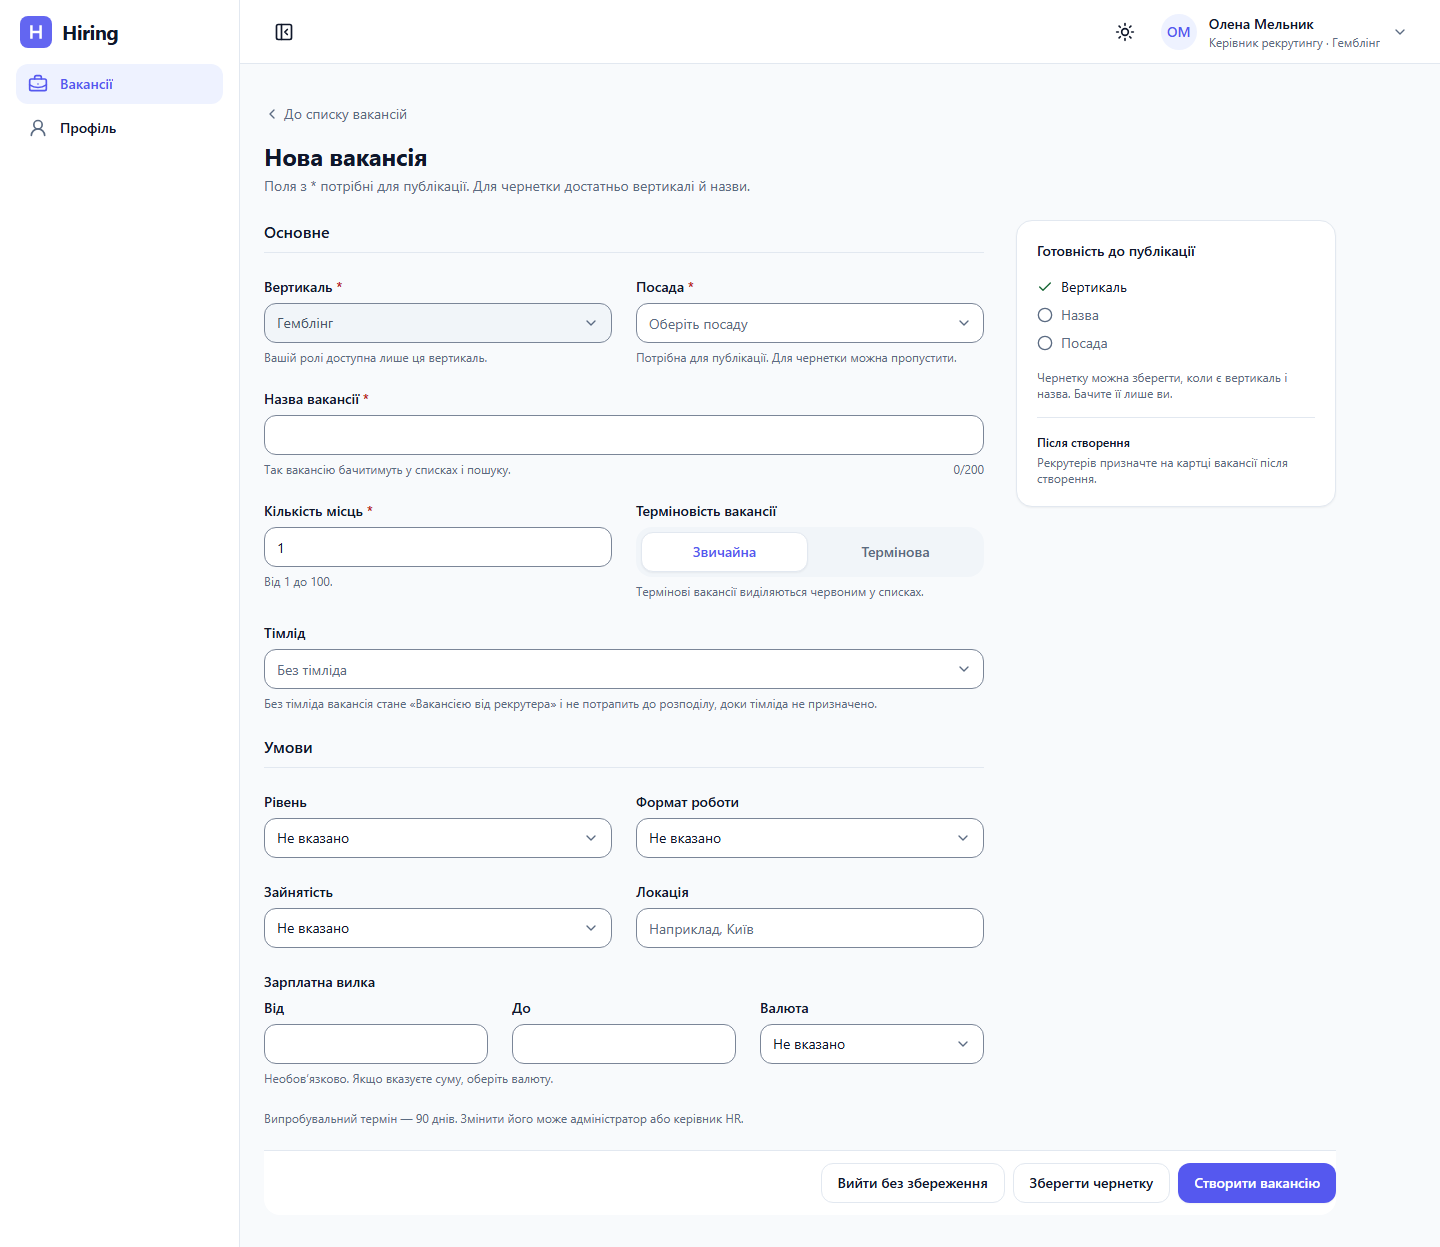 H Hiring
Вакансії
Профіль
ОМ
Олена Мельник
Керівник рекрутингу · Гемблінг
До списку вакансій
Нова вакансія
Поля з * потрібні для публікації. Для чернетки достатньо вертикалі й назви.
Основне
Вертикаль *
Гемблінг
Вашій ролі доступна лише ця вертикаль.
Посада *
Оберіть посаду
Потрібна для публікації. Для чернетки можна пропустити.
Назва вакансії *
Так вакансію бачитимуть у списках і пошуку.
0/200
Кількість місць *
1
Від 1 до 100.
Терміновість вакансії
Звичайна
Термінова
Термінові вакансії виділяються червоним у списках.
Тімлід
Без тімліда
Без тімліда вакансія стане «Вакансією від рекрутера» і не потрапить до розподілу, доки тімліда не призначено.
Умови
Рівень
Не вказано
Формат роботи
Не вказано
Зайнятість
Не вказано
Локація
Наприклад, Київ
Зарплатна вилка
Від
До
Валюта
Не вказано
Необов'язково. Якщо вказуєте суму, оберіть валюту.
Випробувальний термін — 90 днів. Змінити його може адміністратор або керівник HR.
Готовність до публікації
Вертикаль
Назва
Посада
Чернетку можна зберегти, коли є вертикаль і
назва. Бачите її лише ви.
Після створення
Рекрутерів призначте на картці вакансії після
створення.
Вийти без збереження
Зберегти чернетку
Створити вакансію